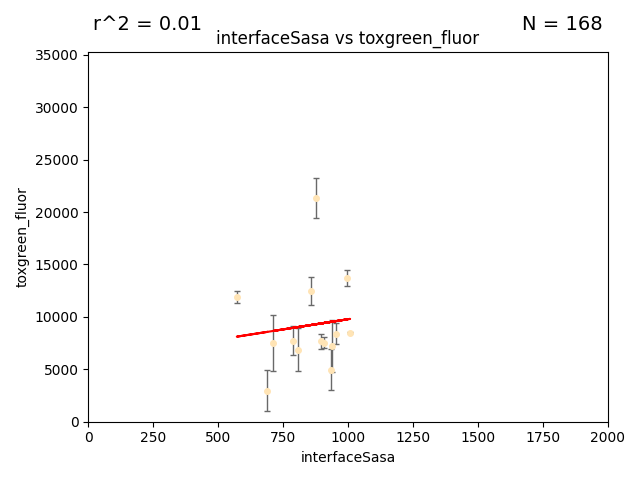 r^2 = 0.01
N = 168
interfaceSasa vs toxgreen_fluor
35000
30000
25000
20000
15000
10000
5000
0
toxgreen_fluor
0 250 500 750 1000 1250 1500 1750 2000
interfaceSasa